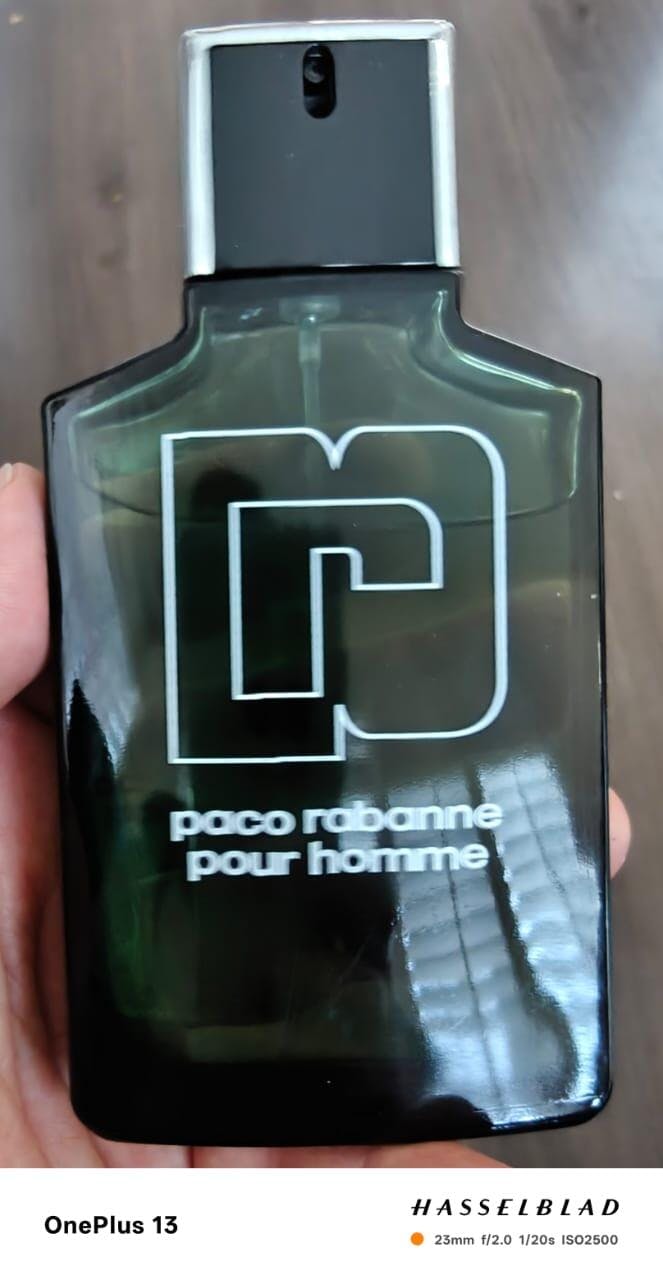 paco rabanne
pour homme
OnePlus 13
HASSELBLAD
23mm f/2.0 1/20s ISO2500